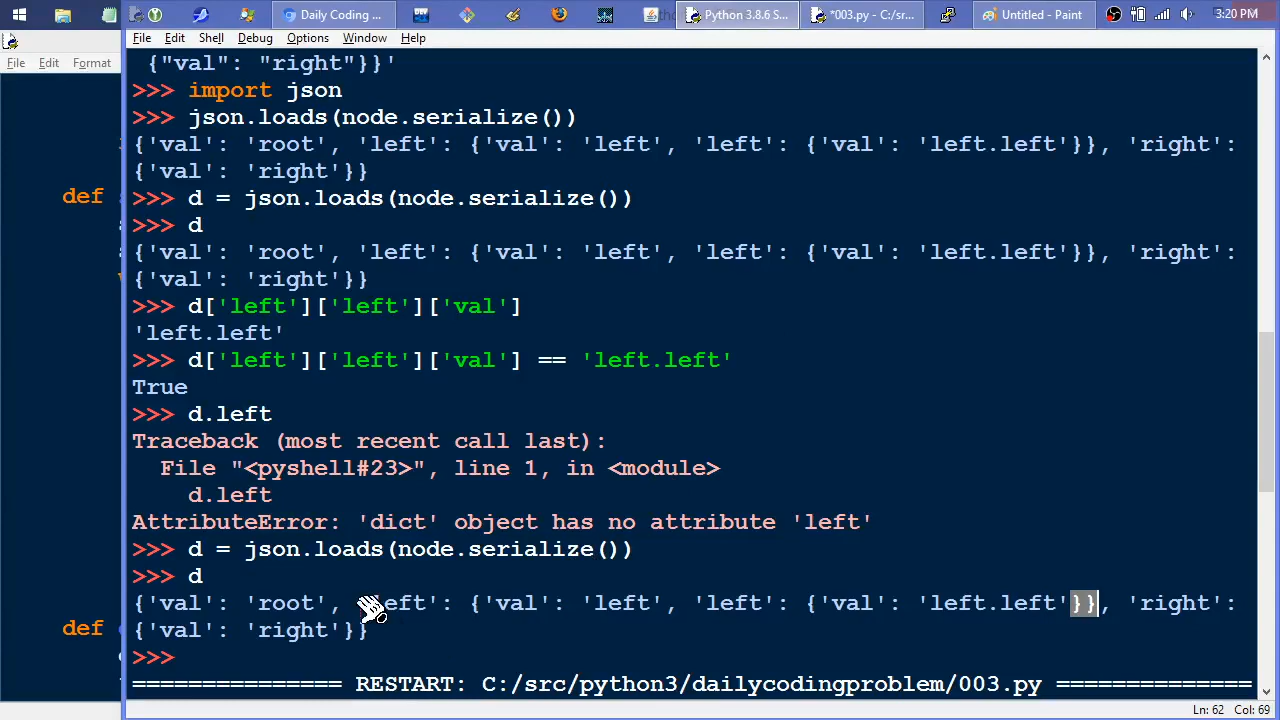 Daily Coding ...
Python 3.8.6 S...
*003.py - C:/sr...
Untitled - Paint
3:20 PM
File Edit Shell Debug Options Window Help
File Edit Format
{"val": "right"}}'
>>> import json
>>> json.loads(node.serialize())
{'val': 'root', 'left': {'val': 'left', 'left': {'val': 'left.left'}}, 'right':
{'val': 'right'}}
>>> d = json.loads(node.serialize())
>>> d
{'val': 'root', 'left': {'val': 'left', 'left': {'val': 'left.left'}}, 'right':
{'val': 'right'}}
>>> d['left']['left']['val']
'left.left'
>>> d['left']['left']['val'] == 'left.left'
True
>>> d.left
Traceback (most recent call last):
File "<pyshell#23>", line 1, in <module>
d.left
AttributeError: 'dict' object has no attribute 'left'
>>> d = json.loads(node.serialize())
>>> d
{'val': 'root', 'left': {'val': 'left', 'left': {'val': 'left.left'}}, 'right':
{'val': 'right'}}
>>>
=============== RESTART: C:/src/python3/dailycodingproblem/003.py ==============
def
def
Ln: 62 Col: 69